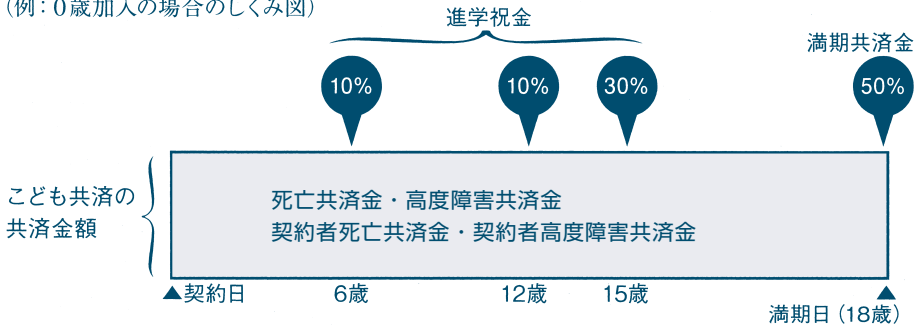 （例：0歳加入の場合のしくみ図）
進学祝金
満期共済金
10%
10%
30%
50%
こども共済の
共済金額
死亡共済金・高度障害共済金
契約者死亡共済金・契約者高度障害共済金
▲契約日
6歳
12歳
15歳
▲
満期日（18歳）